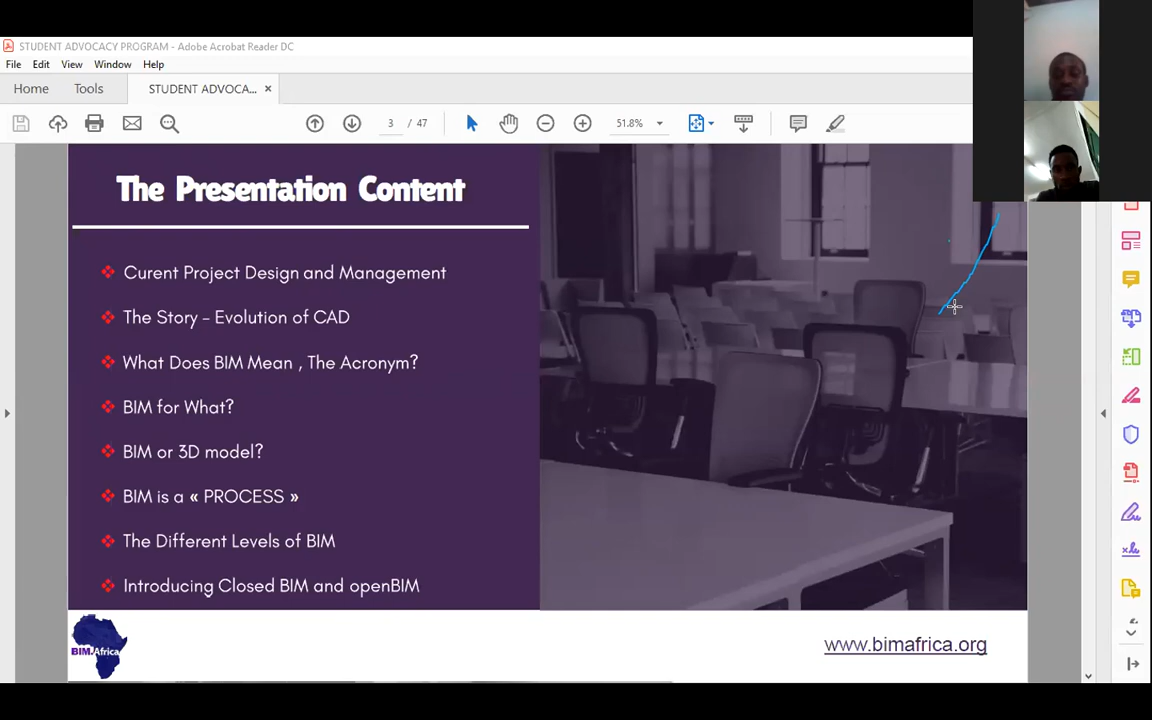 STUDENT ADVOCACY PROGRAM - Adobe Acrobat Reader DC
File Edit View Window Help
Home Tools STUDENT ADVOCA... ×
3 / 47 51.8%
The Presentation Content
Curent Project Design and Management
The Story - Evolution of CAD
What Does BIM Mean , The Acronym?
BIM for What?
BIM or 3D model?
BIM is a « PROCESS »
The Different Levels of BIM
Introducing Closed BIM and openBIM
BIM Africa
www.bimafrica.org